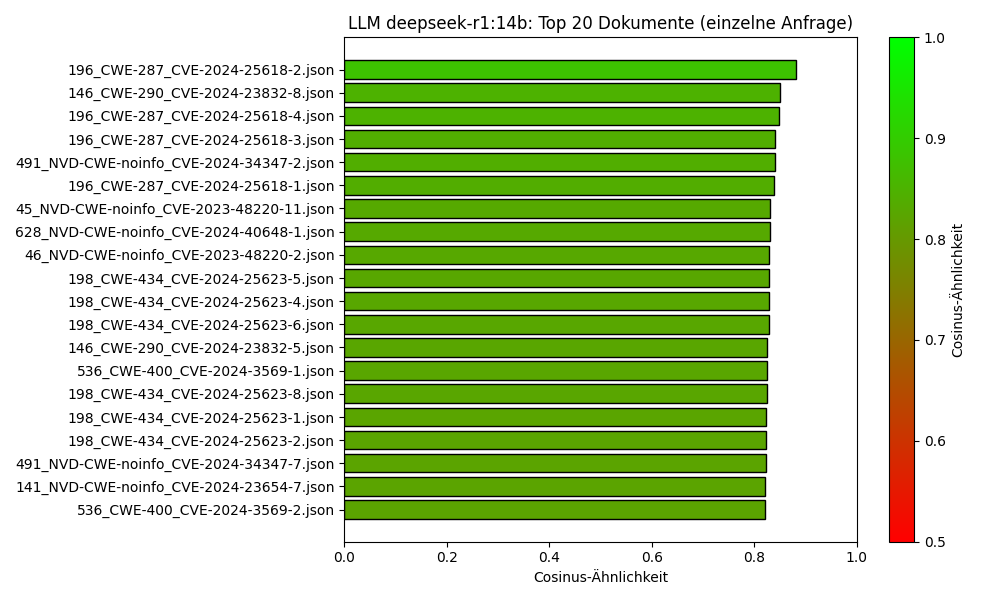 LLM deepseek-r1:14b: Top 20 Dokumente (einzelne Anfrage)
196_CWE-287_CVE-2024-25618-2.json
146_CWE-290_CVE-2024-23832-8.json
196_CWE-287_CVE-2024-25618-4.json
196_CWE-287_CVE-2024-25618-3.json
491_NVD-CWE-noinfo_CVE-2024-34347-2.json
196_CWE-287_CVE-2024-25618-1.json
45_NVD-CWE-noinfo_CVE-2023-48220-11.json
628_NVD-CWE-noinfo_CVE-2024-40648-1.json
46_NVD-CWE-noinfo_CVE-2023-48220-2.json
198_CWE-434_CVE-2024-25623-5.json
198_CWE-434_CVE-2024-25623-4.json
198_CWE-434_CVE-2024-25623-6.json
146_CWE-290_CVE-2024-23832-5.json
536_CWE-400_CVE-2024-3569-1.json
198_CWE-434_CVE-2024-25623-8.json
198_CWE-434_CVE-2024-25623-1.json
198_CWE-434_CVE-2024-25623-2.json
491_NVD-CWE-noinfo_CVE-2024-34347-7.json
141_NVD-CWE-noinfo_CVE-2024-23654-7.json
536_CWE-400_CVE-2024-3569-2.json
0.0 0.2 0.4 0.6 0.8 1.0
Cosinus-Ähnlichkeit
1.0
0.9
0.8
0.7
0.6
0.5
Cosinus-Ähnlichkeit